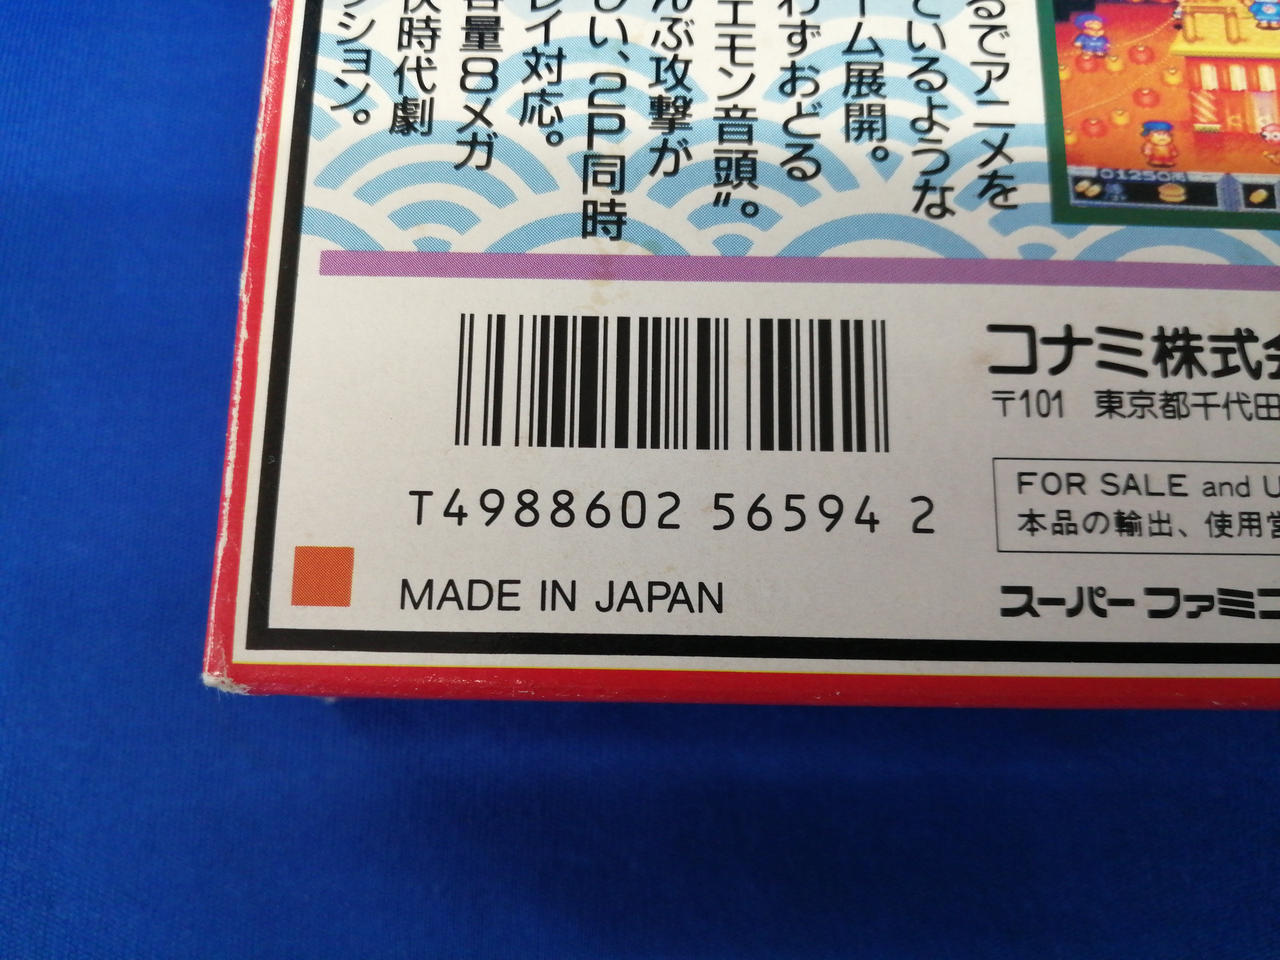 るでアニメを
ているような
ーム展開。
わずおどる
エモン音頭〟。
んぶ攻撃が
しい、2P同時
レイ対応。
容量8メガ
時代劇
ション。
01250
コナミ株式会
〒101 東京都千代田
T4988602 56594 2
FOR SALE and U
本品の輸出、使用営
MADE IN JAPAN
スーパーファミコ